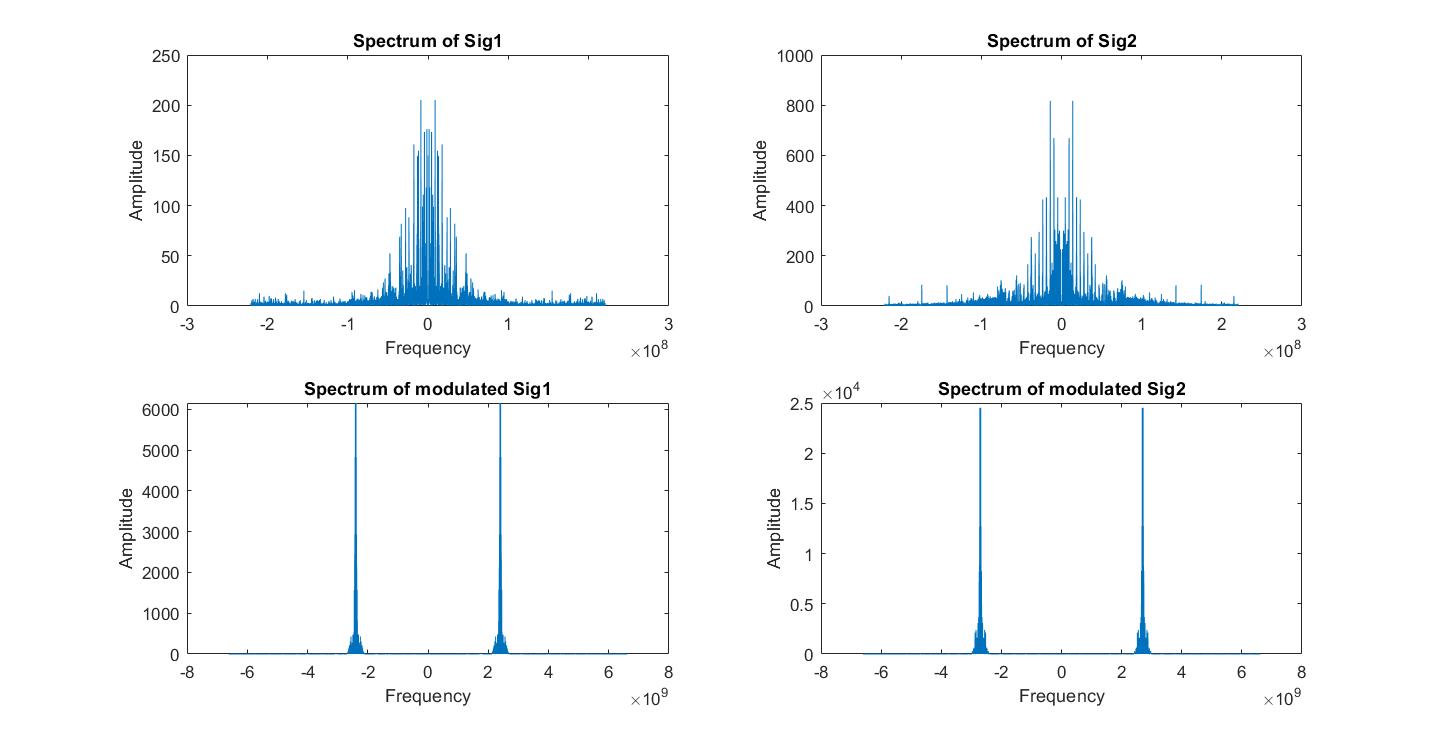 Spectrum of Sig1
250
200
150
100
50
0
Amplitude
-3 -2 -1 0 1 2 3
Frequency
×10^8
Spectrum of Sig2
1000
800
600
400
200
0
Amplitude
-3 -2 -1 0 1 2 3
Frequency
×10^8
Spectrum of modulated Sig1
6000
5000
4000
3000
2000
1000
0
Amplitude
-8 -6 -4 -2 0 2 4 6 8
Frequency
×10^9
×10^4
Spectrum of modulated Sig2
2.5
2
1.5
1
0.5
0
Amplitude
-8 -6 -4 -2 0 2 4 6 8
Frequency
×10^9